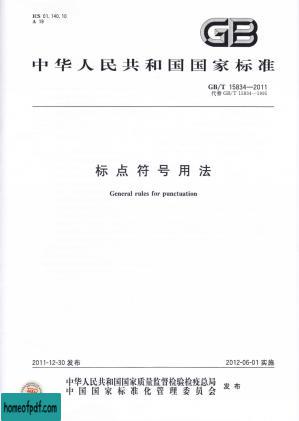 ICS 01.140.10
A 19
GB
中华人民共和国国家标准
GB/T 15834—2011
代替 GB/T 15834—1995
标点符号用法
General rules for punctuation
2011-12-30 发布
2012-06-01 实施
中华人民共和国国家质量监督检验检疫总局
中国国家标准化管理委员会
发布
homeofpdf.com